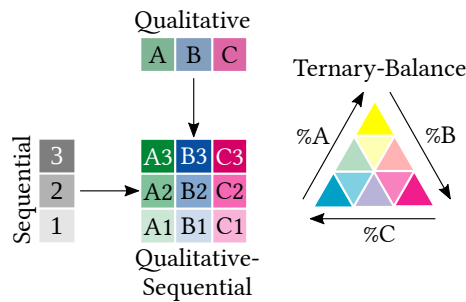 Qualitative
A B C
Ternary-Balance
%A
%B
%C
Sequential
3
2
1
A3 B3 C3
A2 B2 C2
A1 B1 C1
Qualitative-
Sequential